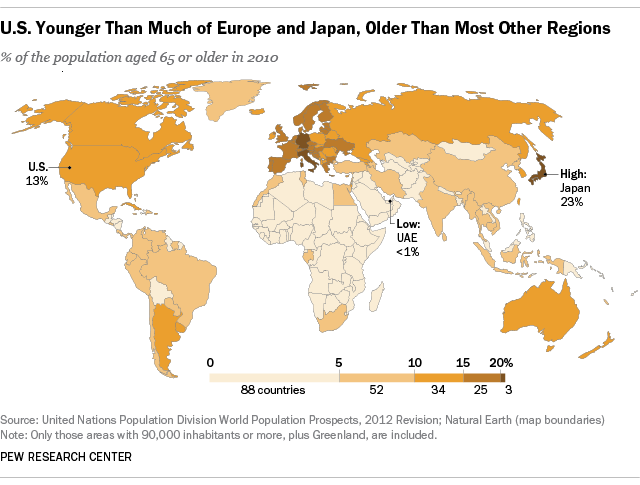 U.S. Younger Than Much of Europe and Japan, Older Than Most Other Regions
% of the population aged 65 or older in 2010
U.S.
13%
High:
Japan
23%
Low:
UAE
<1%
0 5 10 15 20%
88 countries 52 34 25 3
Source: United Nations Population Division World Population Prospects, 2012 Revision; Natural Earth (map boundaries)
Note: Only those areas with 90,000 inhabitants or more, plus Greenland, are included.
PEW RESEARCH CENTER